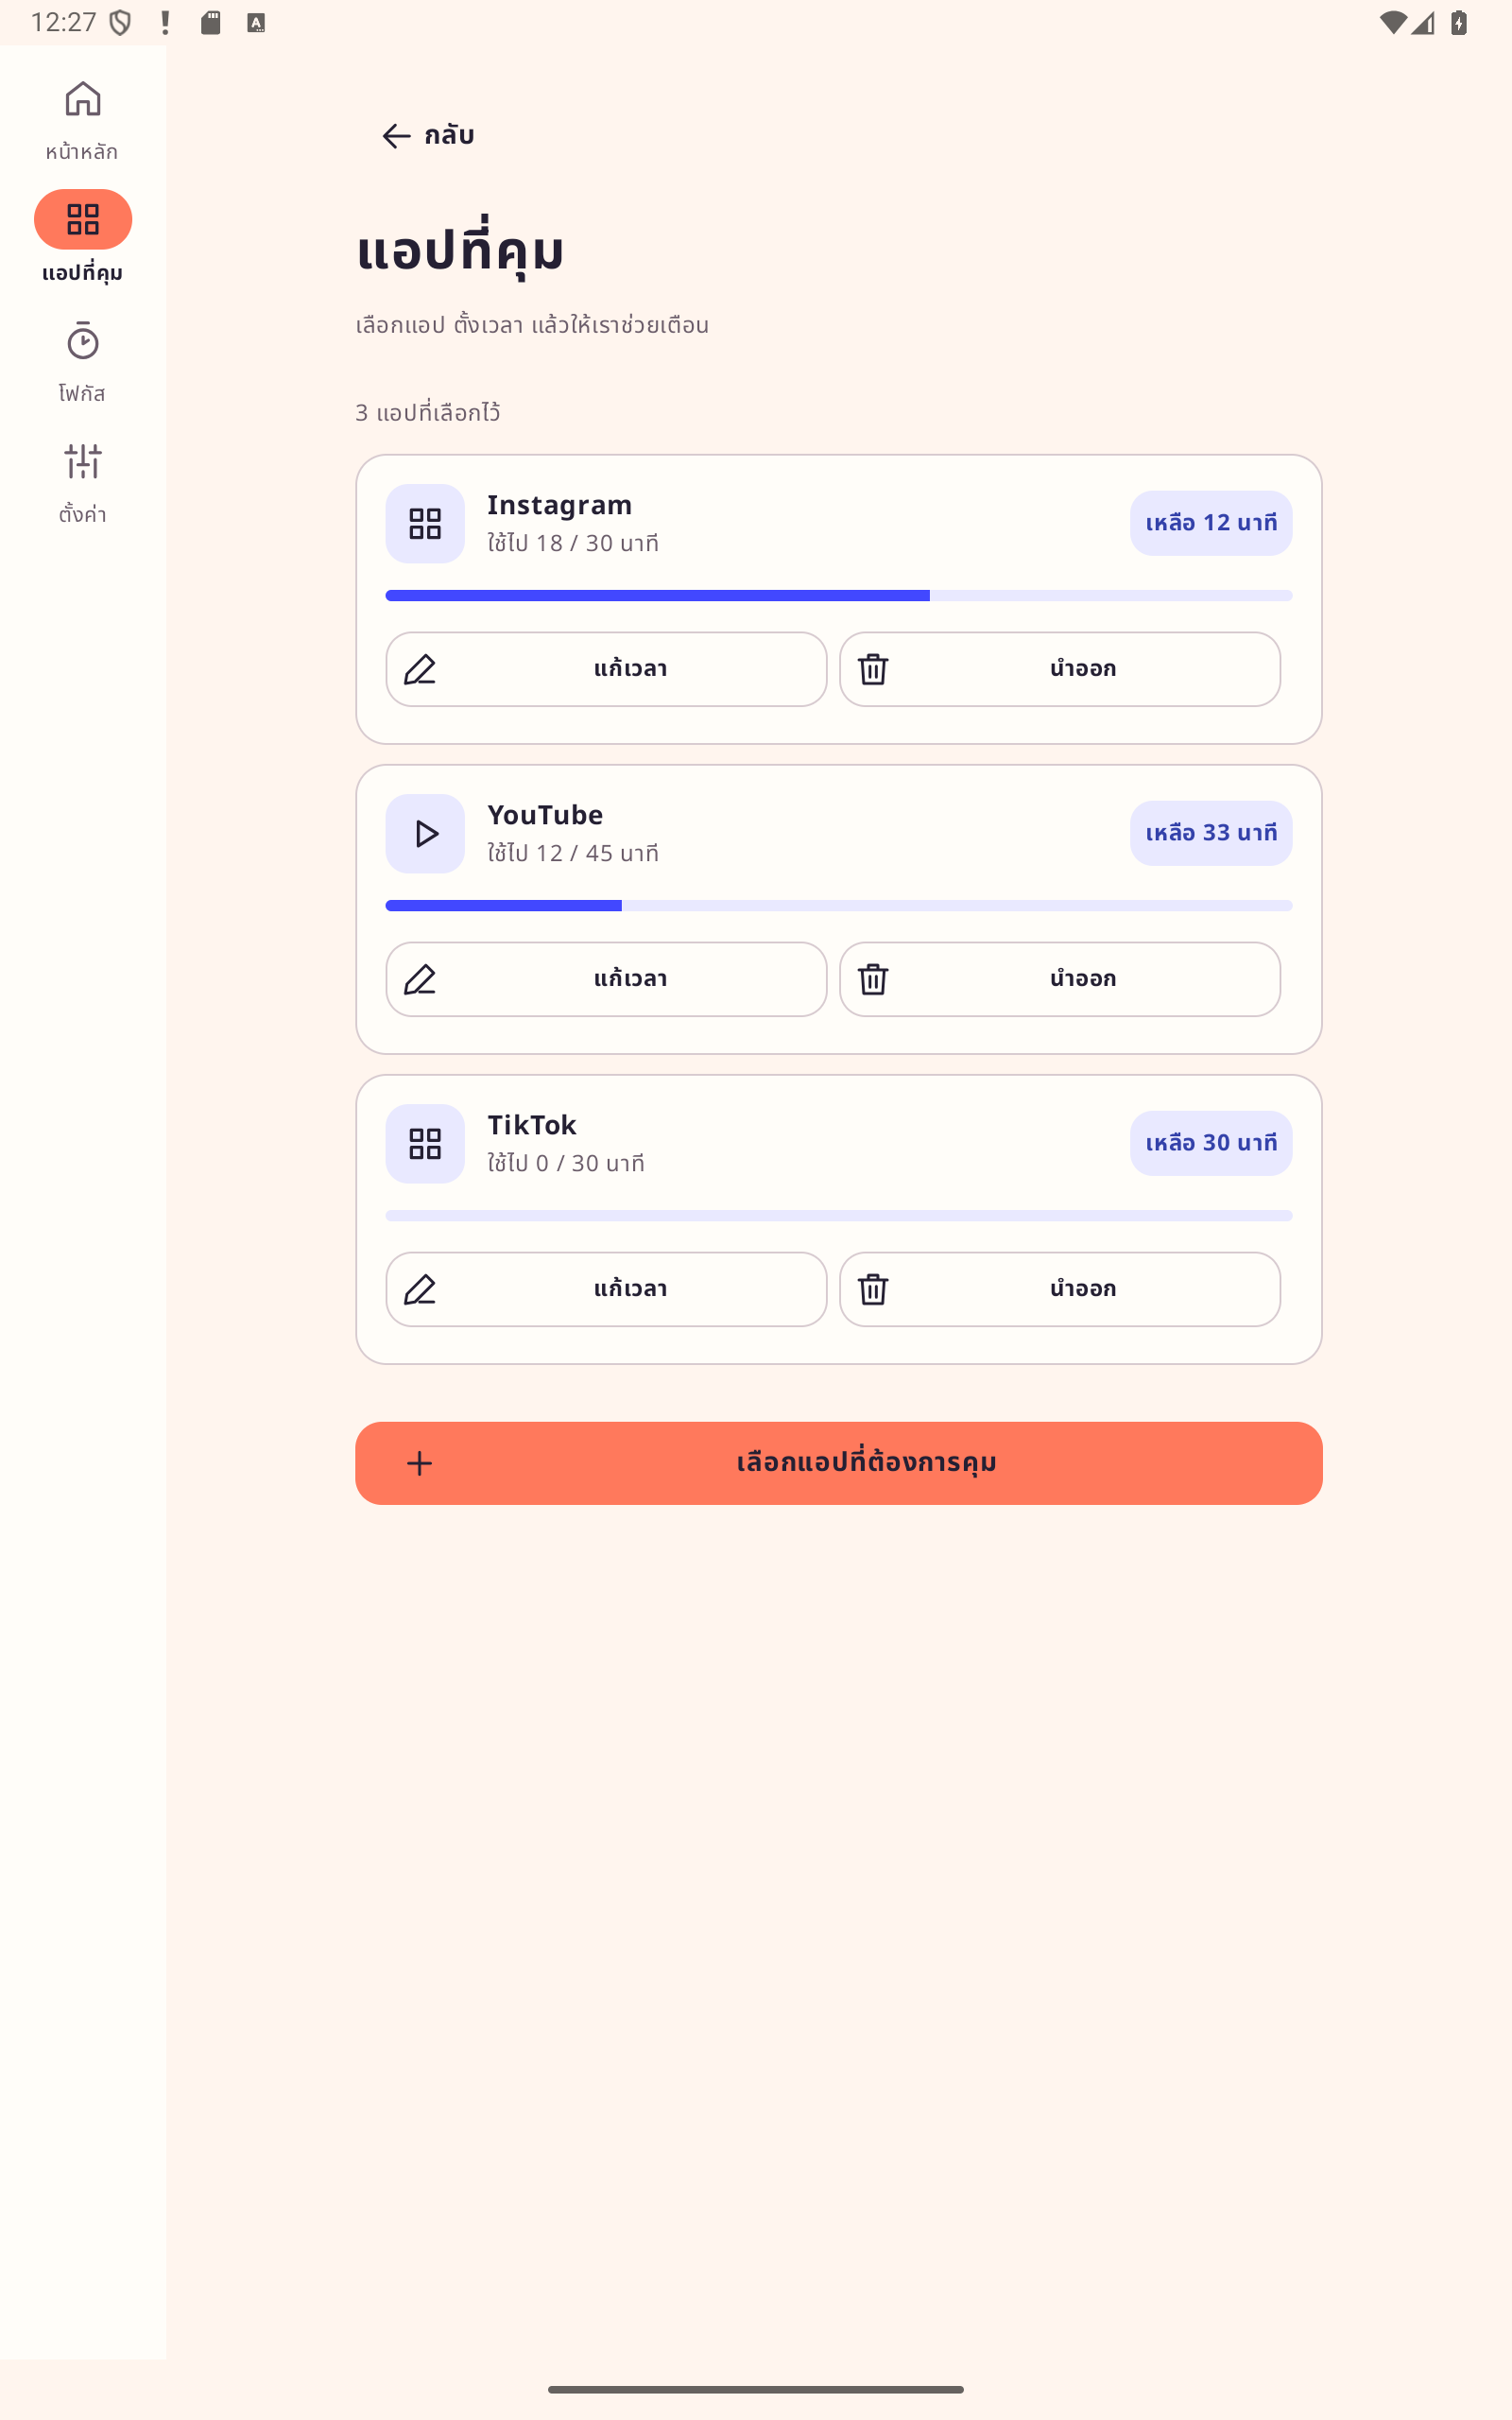 12:27
หน้าหลัก
แอปที่คุม
โฟกัส
ตั้งค่า
กลับ
แอปที่คุม
เลือกแอป ตั้งเวลา แล้วให้เราช่วยเตือน
3 แอปที่เลือกไว้
Instagram
ใช้ไป 18 / 30 นาที
เหลือ 12 นาที
แก้เวลา
นำออก
YouTube
ใช้ไป 12 / 45 นาที
เหลือ 33 นาที
แก้เวลา
นำออก
TikTok
ใช้ไป 0 / 30 นาที
เหลือ 30 นาที
แก้เวลา
นำออก
เลือกแอปที่ต้องการคุม